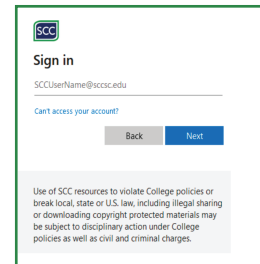 SCC
Sign in
SCCUserName@sccsc.edu
Can't access your account?
Back Next
Use of SCC resources to violate College policies or
break local, state or U.S. law, including illegal sharing
or downloading copyright protected materials may
be subject to disciplinary action under College
policies as well as civil and criminal charges.